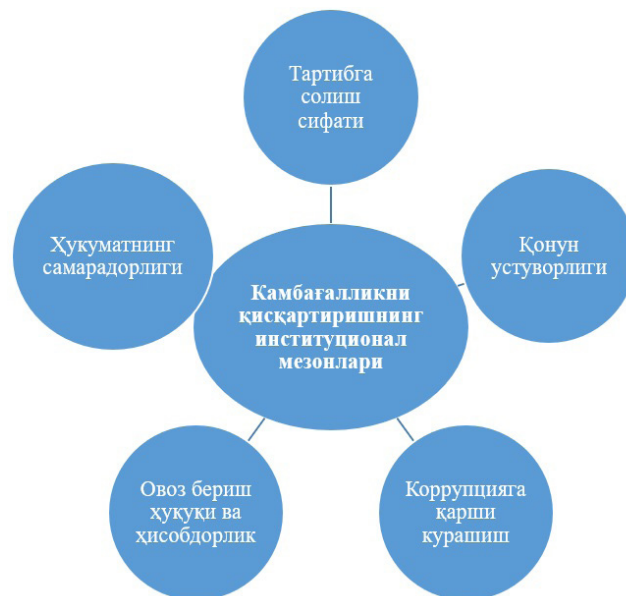 Тартибга
солиш
сифати
Ҳукуматнинг
самарадорлиги
Қонун
устуворлиги
Камбағалликни
қисқартиришнинг
институционал
мезонлари
Овоз бериш
ҳуқуқи ва
ҳисобдорлик
Коррупцияга
қарши
курашиш